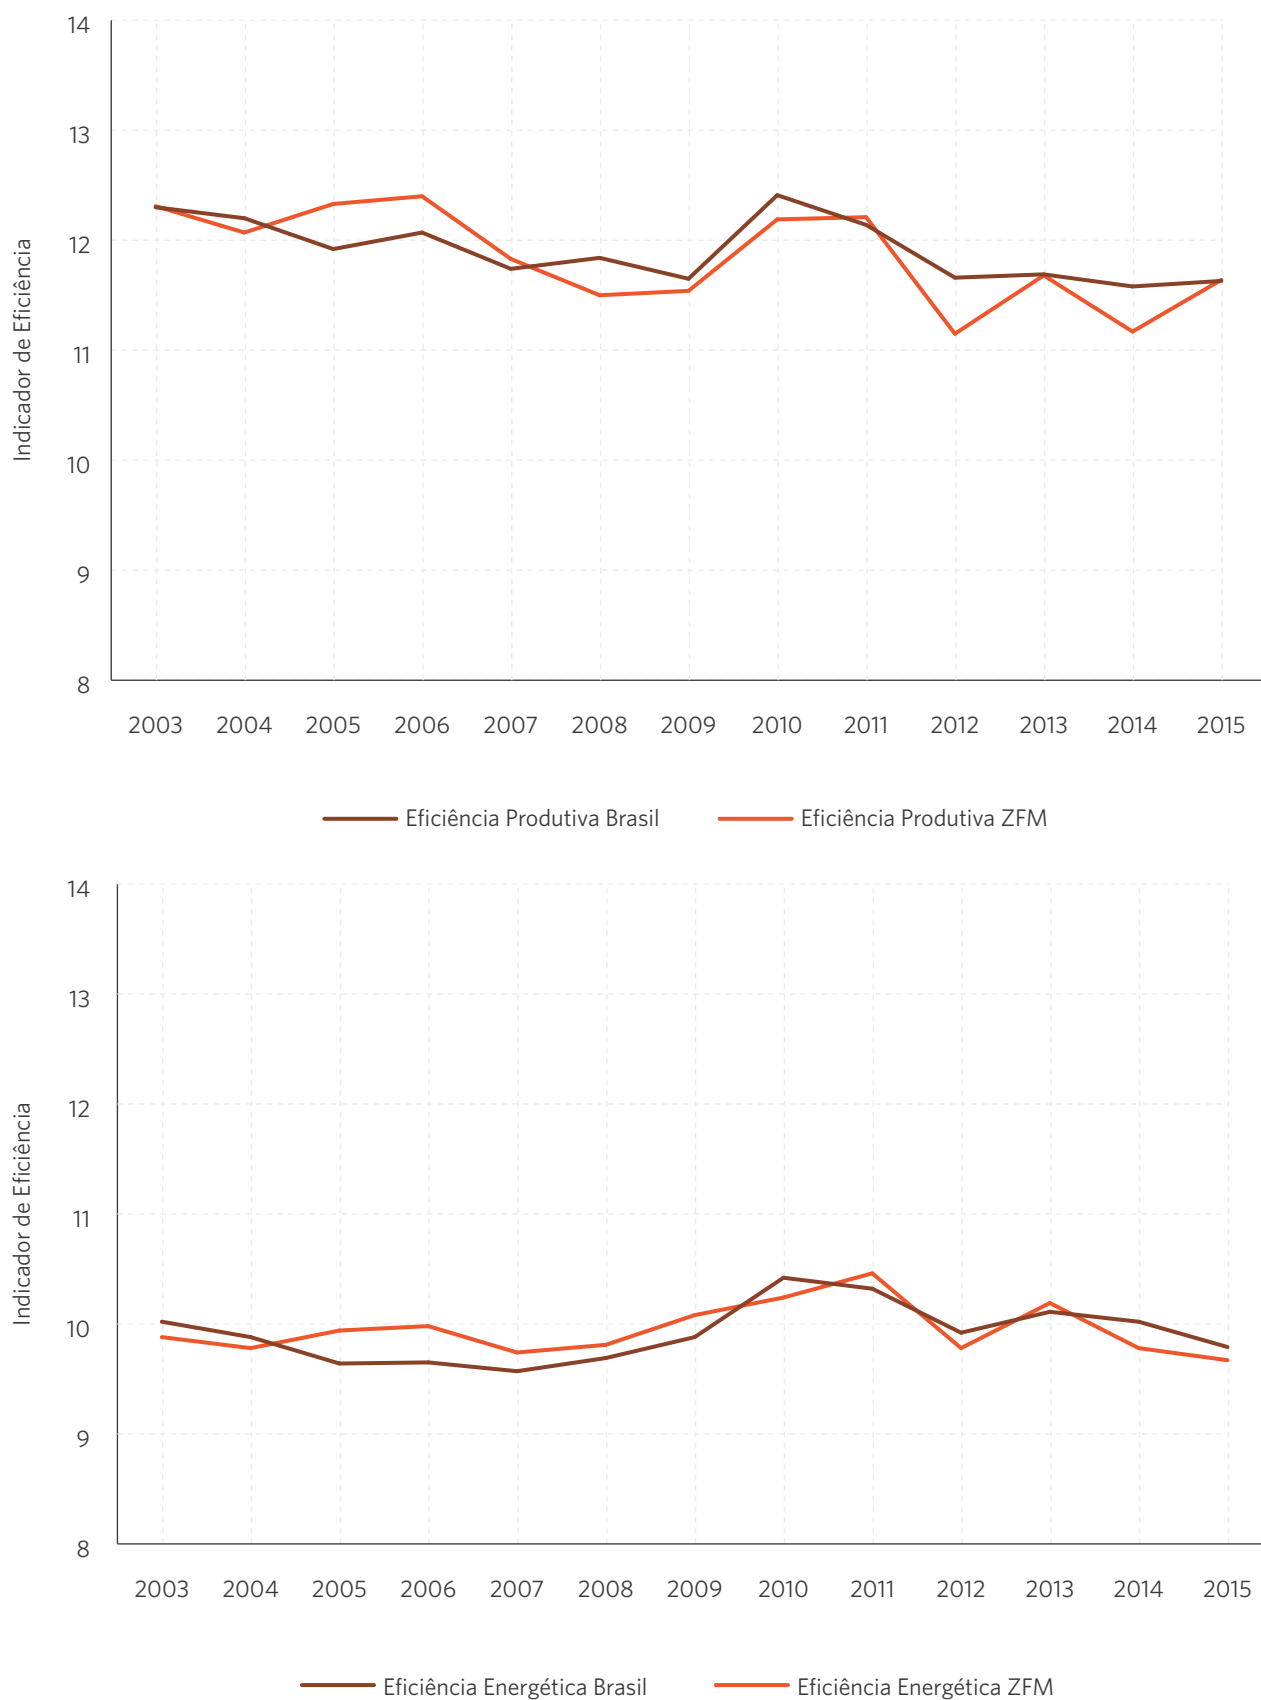 14
13
12
11
10
9
8
Indicador de Eficiência
2003 2004 2005 2006 2007 2008 2009 2010 2011 2012 2013 2014 2015
Eficiência Produtiva Brasil Eficiência Produtiva ZFM
14
13
12
11
10
9
8
Indicador de Eficiência
2003 2004 2005 2006 2007 2008 2009 2010 2011 2012 2013 2014 2015
Eficiência Energética Brasil Eficiência Energética ZFM